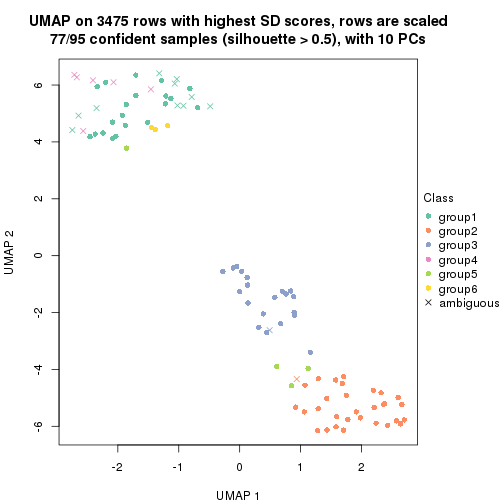 UMAP on 3475 rows with highest SD scores, rows are scaled
77/95 confident samples (silhouette > 0.5), with 10 PCs
6
4
2
0
-2
-4
-6
UMAP 2
-2
-1
0
1
2
UMAP 1
Class
group1
group2
group3
group4
group5
group6
ambiguous